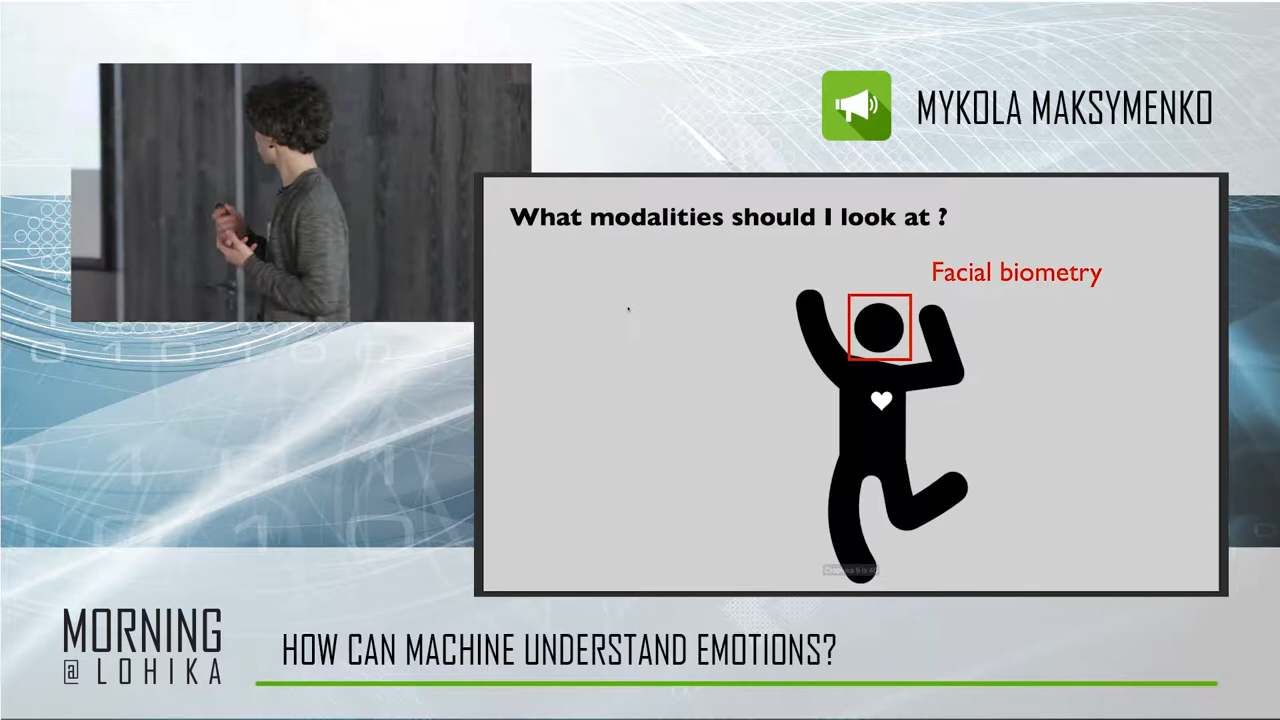 MYKOLA MAKSYMENKO
What modalities should I look at ?
Facial biometry
MORNING
@ LOHIKA
HOW CAN MACHINE UNDERSTAND EMOTIONS?